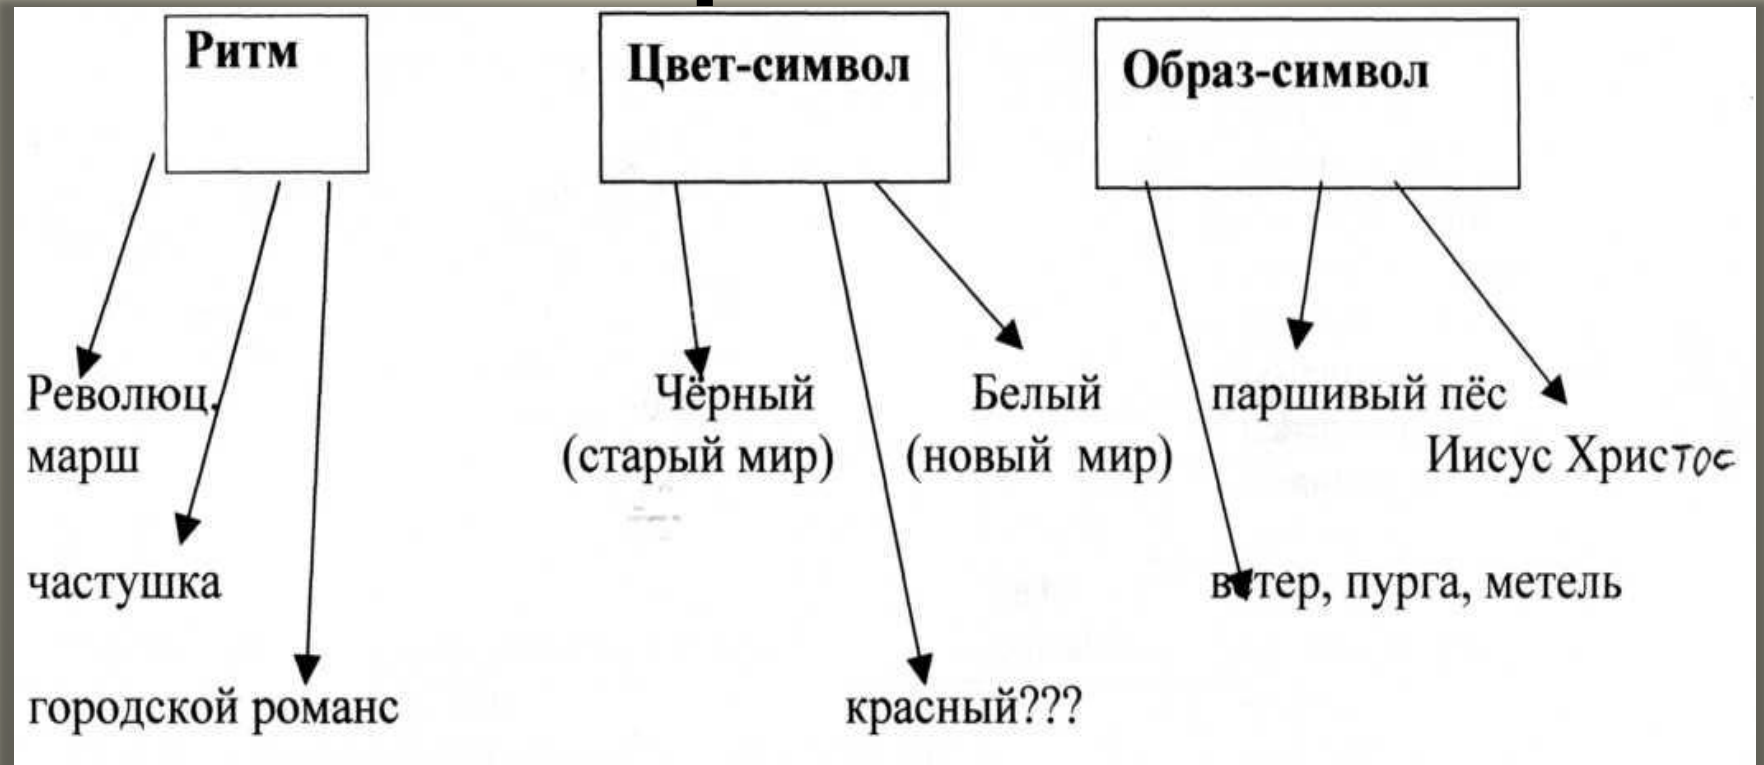 Ритм
Цвет-символ
Образ-символ
Революц.
марш
Чёрный
(старый мир)
Белый
(новый мир)
паршивый пёс
Иисус Христос
частушка
ветер, пурга, метель
городской романс
красный???